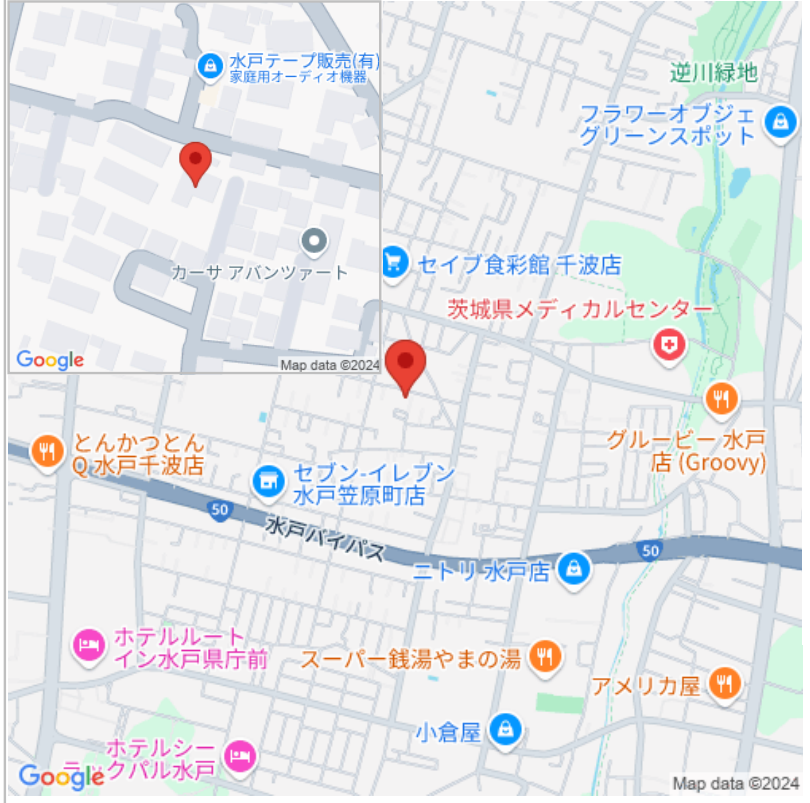 水戸テープ販売(有)
家庭用オーディオ機器
カーサ アバンツァート
Google
Map data ©2024
逆川緑地
フラワーオブジェ
グリーンスポット
セイブ食彩館 千波店
茨城県メディカルセンター
グルービー 水戸
店 (Groovy)
とんかつとん
Q 水戸千波店
セブン-イレブン
水戸笠原町店
50
水戸バイパス
50
ニトリ 水戸店
ホテルルート
イン水戸県庁前
スーパー銭湯やまの湯
アメリカ屋
小倉屋
ホテルシー
ラックパル水戸
Google
Map data ©2024